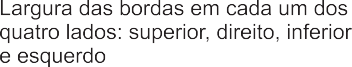 Largura das bordas em cada um dos
quatro lados: superior, direito, inferior
e esquerdo